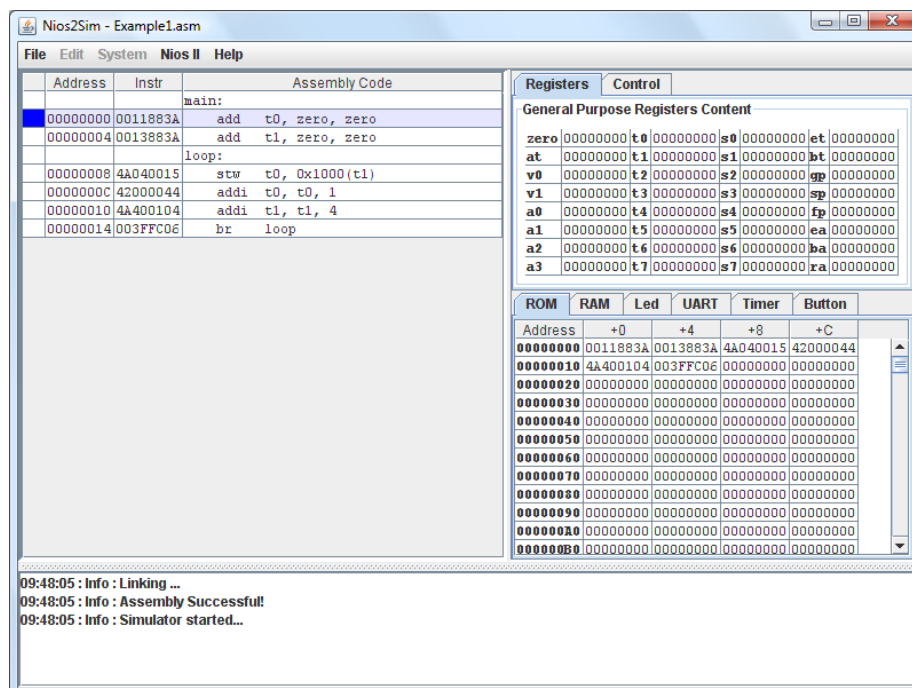 Nios2Sim - Example1.asm
File Edit System Nios II Help
Address Instr Assembly Code
main:
00000000 0011883A add t0, zero, zero
00000004 0013883A add t1, zero, zero
loop:
00000008 4A040015 stw t0, 0x1000(t1)
0000000C 42000044 addi t0, t0, 1
00000010 4A400104 addi t1, t1, 4
00000014 003FFC06 br loop
Registers Control
General Purpose Registers Content
zero 00000000 t0 00000000 s0 00000000 et 00000000
at 00000000 t1 00000000 s1 00000000 bt 00000000
v0 00000000 t2 00000000 s2 00000000 gp 00000000
v1 00000000 t3 00000000 s3 00000000 sp 00000000
a0 00000000 t4 00000000 s4 00000000 fp 00000000
a1 00000000 t5 00000000 s5 00000000 ea 00000000
a2 00000000 t6 00000000 s6 00000000 ba 00000000
a3 00000000 t7 00000000 s7 00000000 ra 00000000
ROM RAM Led UART Timer Button
Address +0 +4 +8 +C
00000000 0011883A 0013883A 4A040015 42000044
00000010 4A400104 003FFC06 00000000 00000000
00000020 00000000 00000000 00000000 00000000
00000030 00000000 00000000 00000000 00000000
00000040 00000000 00000000 00000000 00000000
00000050 00000000 00000000 00000000 00000000
00000060 00000000 00000000 00000000 00000000
00000070 00000000 00000000 00000000 00000000
00000080 00000000 00000000 00000000 00000000
00000090 00000000 00000000 00000000 00000000
000000A0 00000000 00000000 00000000 00000000
000000B0 00000000 00000000 00000000 00000000
09:48:05 : Info : Linking ...
09:48:05 : Info : Assembly Successful!
09:48:05 : Info : Simulator started...